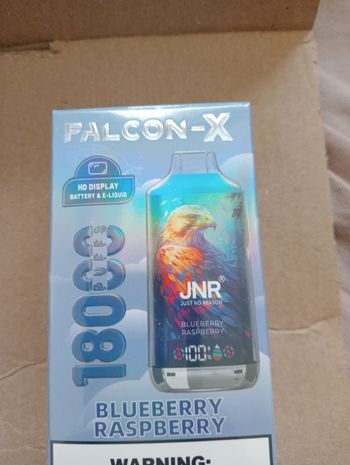 FALCON-X
HD DISPLAY
BATTERY & E-LIQUID
18000
PUFFS
JNR®
JUST NO REASON
BLUEBERRY
RASPBERRY
100
BLUEBERRY
RASPBERRY
WARNING: